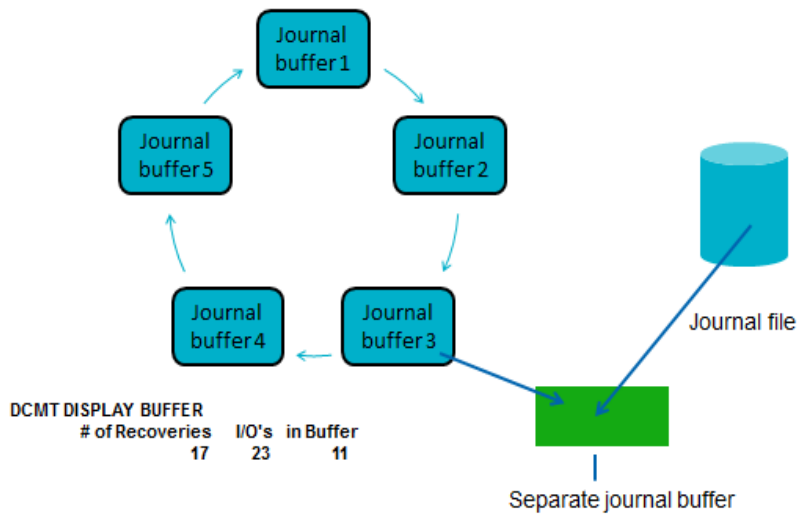 Journal
buffer 1
Journal
buffer 2
Journal
buffer 3
Journal
buffer 4
Journal
buffer 5
Journal file
DCMT DISPLAY BUFFER
# of Recoveries I/O's in Buffer
17 23 11
Separate journal buffer